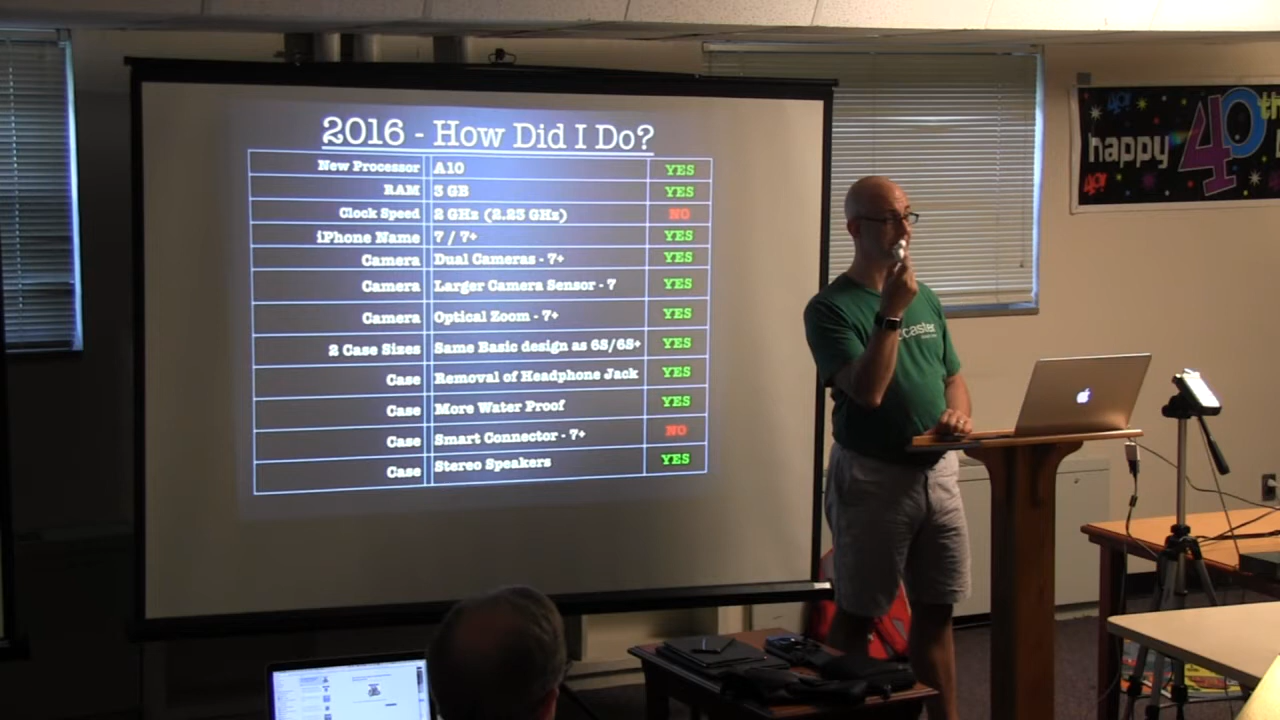 2016 - How Did I Do?
New Processor A10 YES
RAM 3 GB YES
Clock Speed 2 GHz (2.23 GHz) NO
iPhone Name 7 / 7+ YES
Camera Dual Cameras - 7+ YES
Camera Larger Camera Sensor - 7 YES
Camera Optical Zoom - 7+ YES
2 Case Sizes Same Basic design as 6S/6S+ YES
Case Removal of Headphone Jack YES
Case More Water Proof YES
Case Smart Connector - 7+ NO
Case Stereo Speakers YES
40!
happy 40th
40!
ccaster